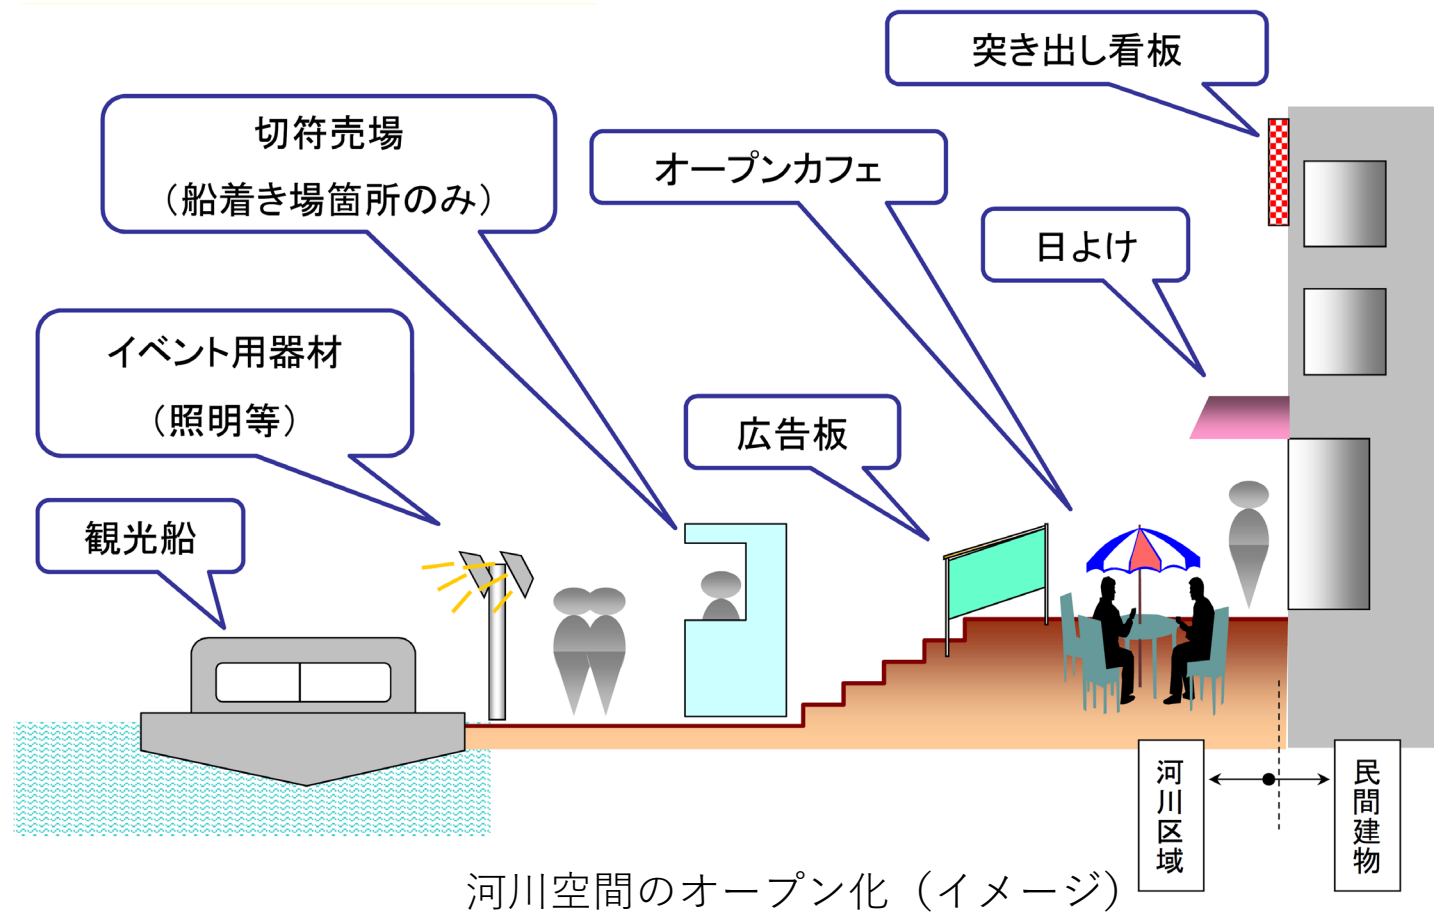 突き出し看板
切符売場
（船着き場箇所のみ）
オープンカフェ
日よけ
イベント用器材
（照明等）
広告板
観光船
河川区域
民間建物
河川空間のオープン化（イメージ）